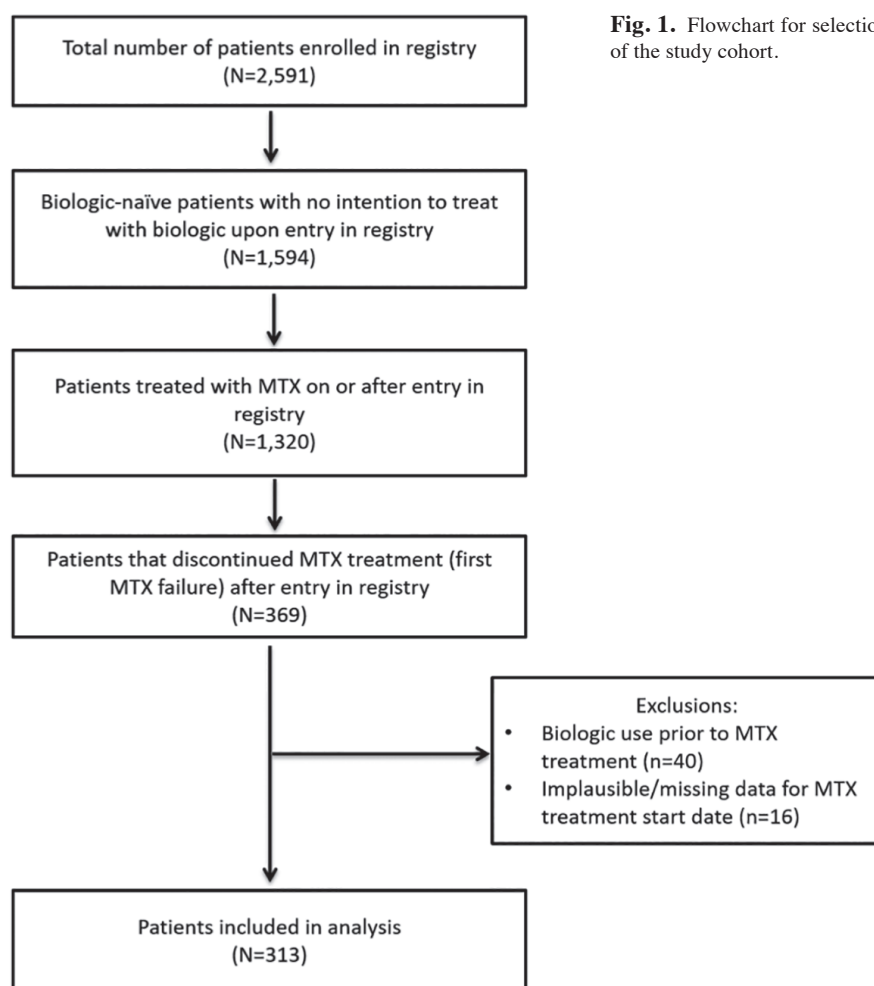 Fig. 1. Flowchart for selectio
of the study cohort.
Total number of patients enrolled in registry
(N=2,591)
Biologic-naïve patients with no intention to treat
with biologic upon entry in registry
(N=1,594)
Patients treated with MTX on or after entry in
registry
(N=1,320)
Patients that discontinued MTX treatment (first
MTX failure) after entry in registry
(N=369)
Exclusions:
• Biologic use prior to MTX
treatment (n=40)
• Implausible/missing data for MTX
treatment start date (n=16)
Patients included in analysis
(N=313)